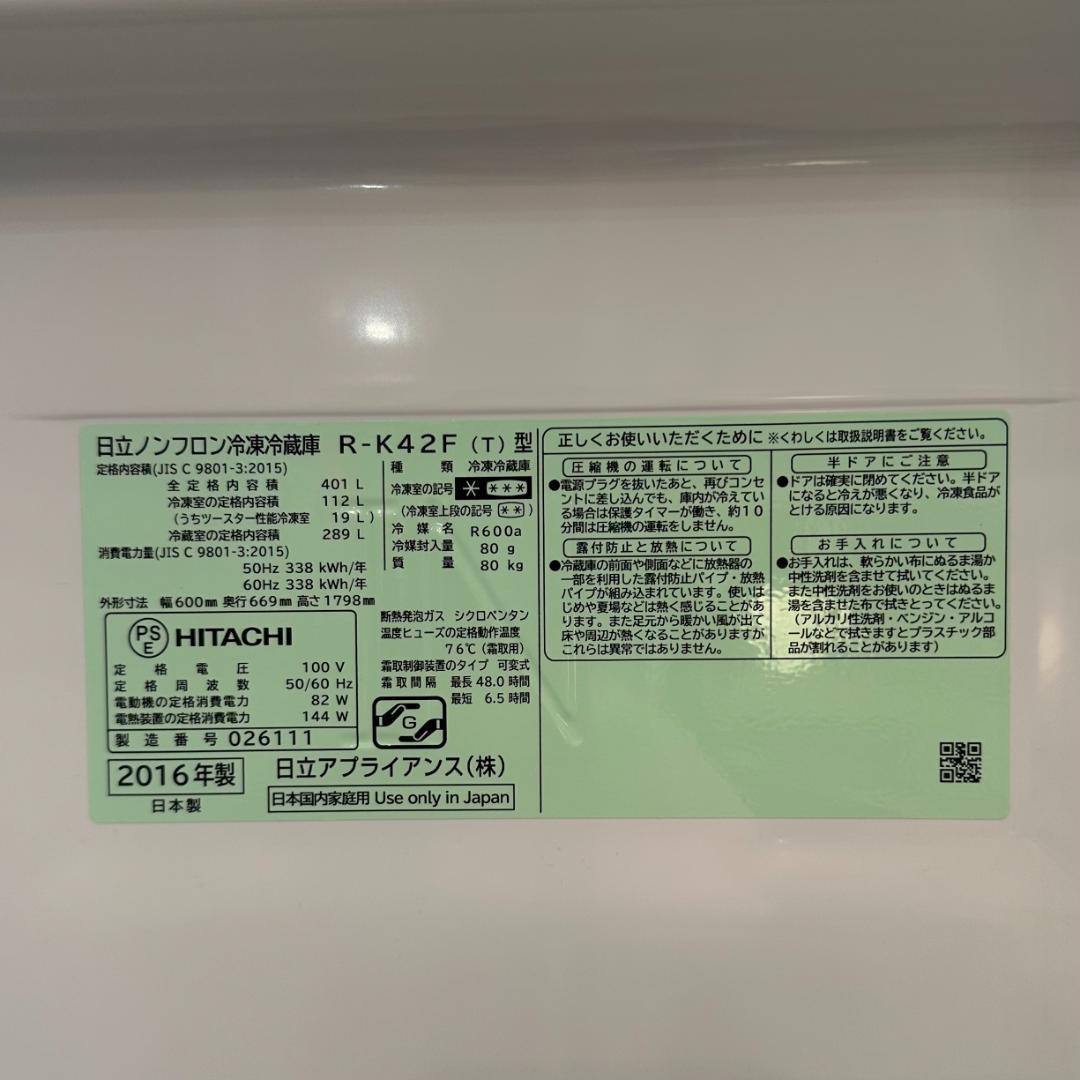 日立ノンフロン冷凍冷蔵庫 R-K42F (T) 型
定格内容積(JIS C 9801-3:2015)
全定格内容積 401 L
冷凍室の定格内容積 112 L
(うちツースター性能冷凍室 19 L)
冷蔵室の定格内容積 289 L
消費電力量(JIS C 9801-3:2015)
50Hz 338 kWh/年
60Hz 338 kWh/年
外形寸法 幅600㎜ 奥行669㎜ 高さ1798㎜
種類 冷凍冷蔵庫
冷凍室の記号 * ***
(冷凍室上段の記号 **)
冷媒名 R600a
冷媒封入量 80 g
質量 80 kg
PS
E
HITACHI
定格電圧 100 V
定格周波数 50/60 Hz
電動機の定格消費電力 82 W
電熱装置の定格消費電力 144 W
製造番号 026111
断熱発泡ガス シクロペンタン
温度ヒューズの定格動作温度
76℃(霜取用)
霜取制御装置のタイプ 可変式
霜取間隔 最長 48.0時間
最短 6.5時間
G
2016年製
日本製
日立アプライアンス(株)
日本国内家庭用 Use only in Japan
正しくお使いいただくために ※くわしくは取扱説明書をご覧ください。
圧縮機の運転について
●電源プラグを抜いたあと、再びコンセ
ントに差し込んでも、庫内が冷えてい
る場合は保護タイマーが働き、約10
分間は圧縮機の運転をしません。
露付防止と放熱について
●冷蔵庫の前面や側面などに放熱器の
一部を利用した露付防止パイプ・放熱
パイプが組み込まれています。使いは
じめや夏場などは熱く感じることがあ
ります。また足元から暖かい風が出て
床や周辺が熱くなることがありますが
これらは異常ではありません。
半ドアにご注意
●ドアは確実に閉めてください。半ドア
になると冷えが悪くなり、冷凍食品が
とける原因になります。
お手入れについて
●お手入れは、軟らかい布にぬるま湯か
中性洗剤を含ませて拭いてください。
また中性洗剤をお使いのときはぬるま
湯を含ませた布で拭きとってください。
(アルカリ性洗剤・ベンジン・アルコ
ールなどで拭きますとプラスチック部
品が割れることがあります)